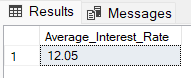 Results Messages
Average_Interest_Rate
1 12.05